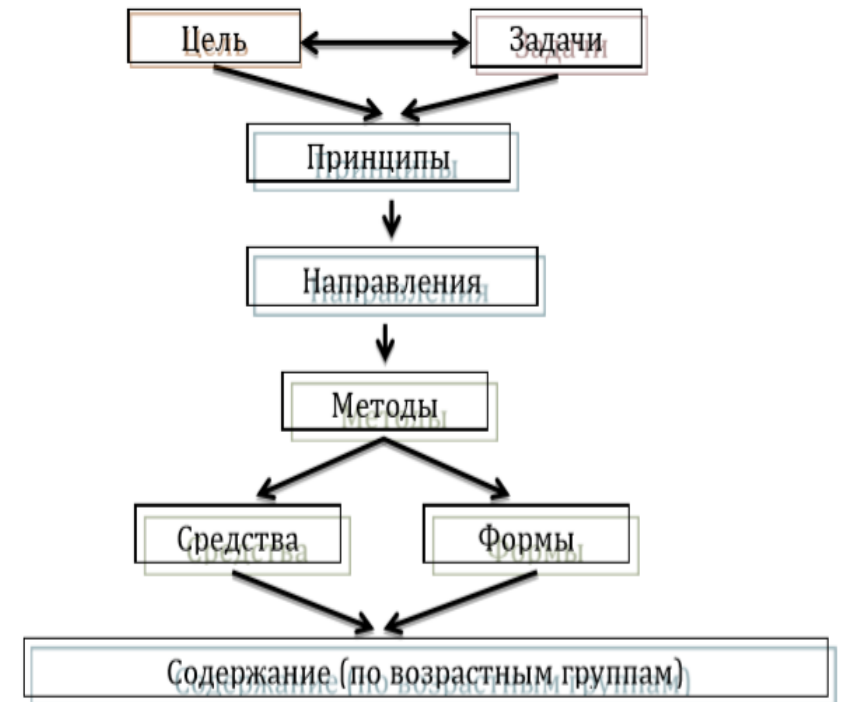 Цель
Задачи
Принципы
Направления
Методы
Средства
Формы
Содержание (по возрастным группам)